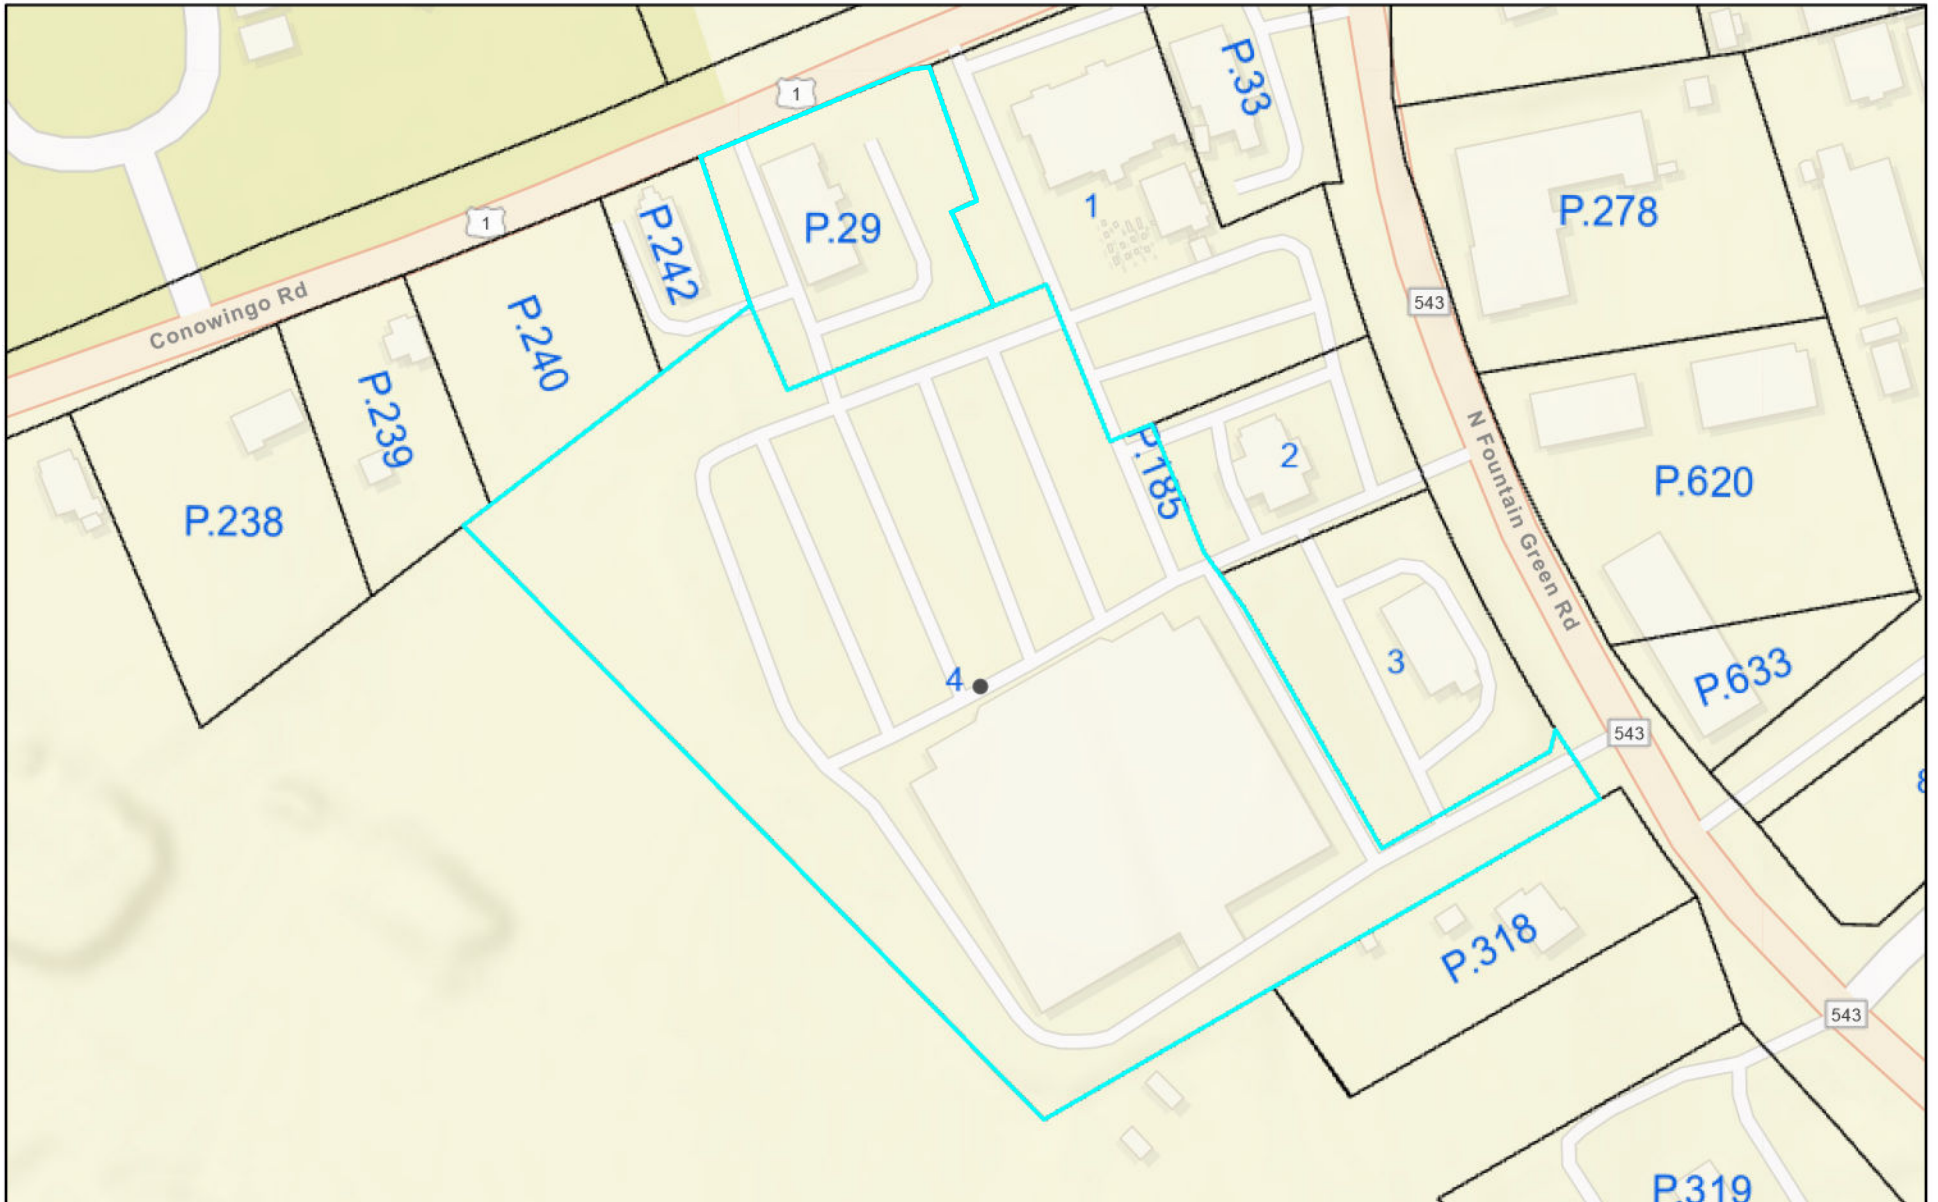 1
P.33
P.29
1
P.278
1
P.242
Conowingo Rd
543
P.240
P.239
N Fountain Green Rd
2
P.185
P.620
P.238
3
4
P.633
543
8
P.318
543
P.319